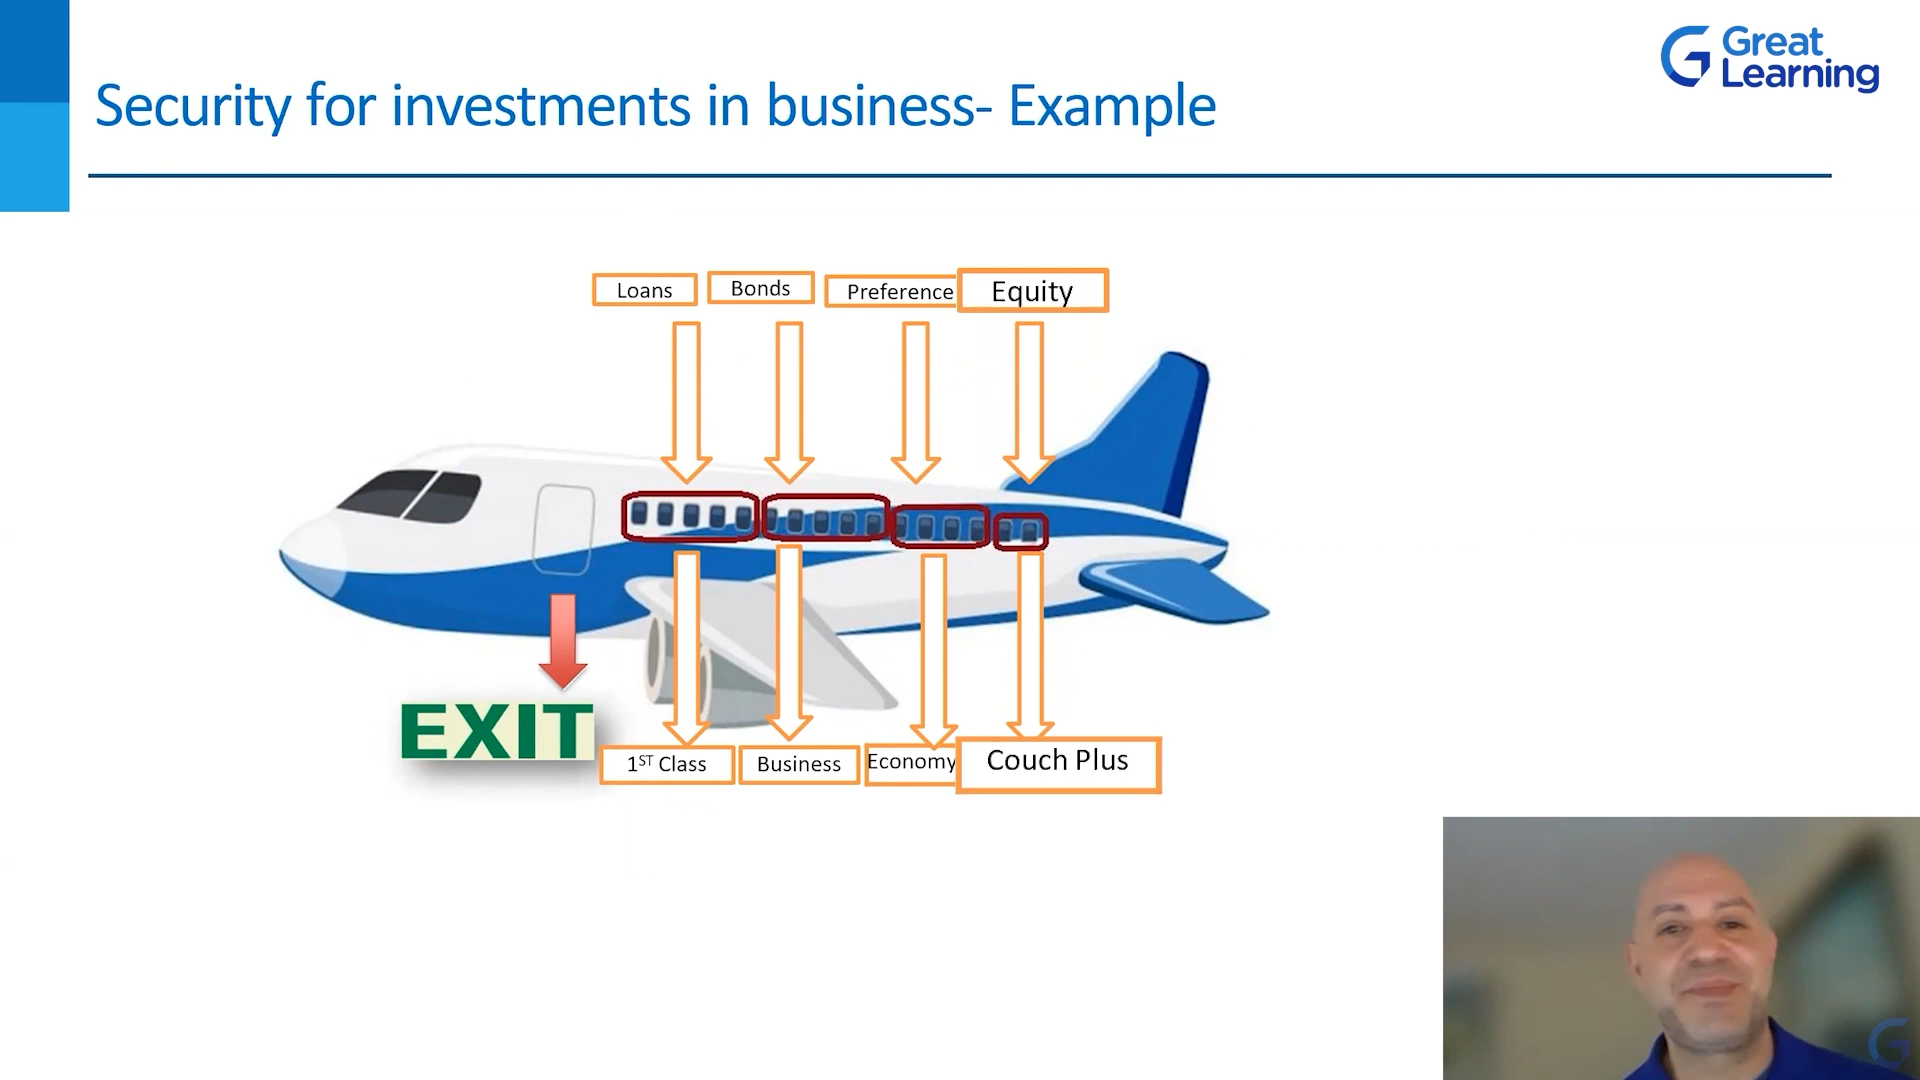 Great
Learning
Security for investments in business- Example
Loans
Bonds
Preference
Equity
EXIT
1ST Class
Business
Economy
Couch Plus